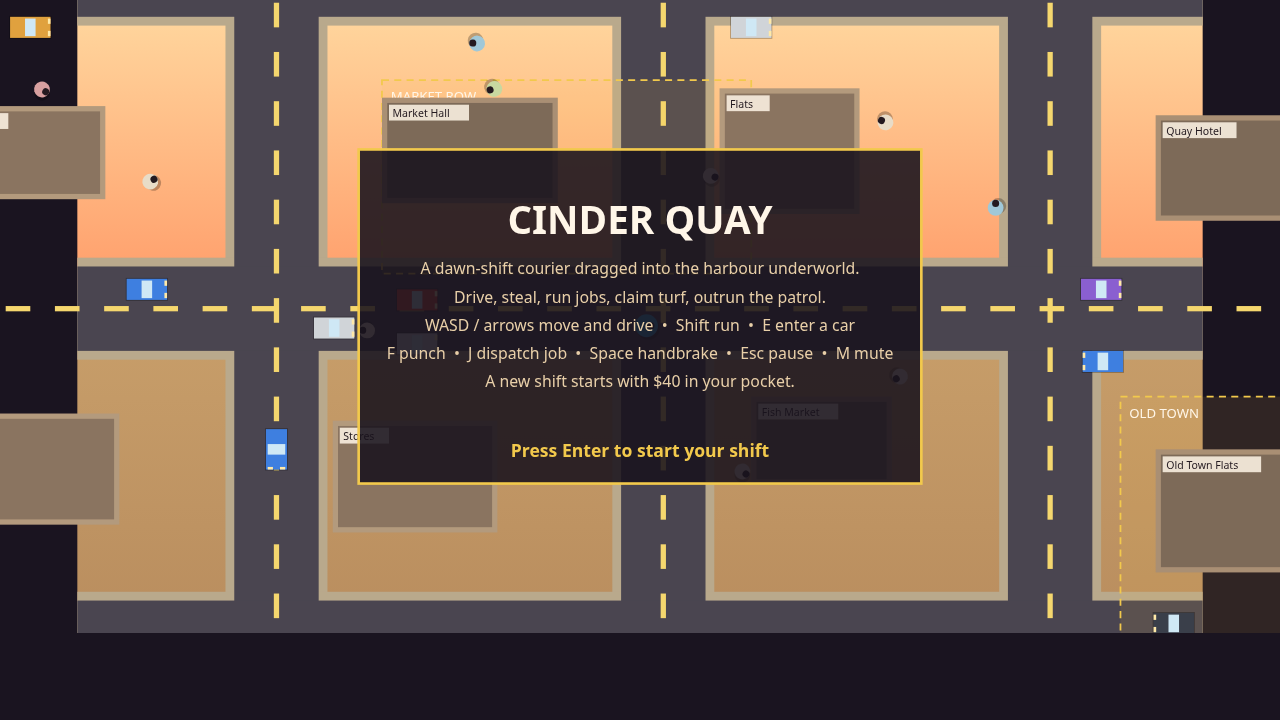 MARKET ROW
Market Hall
Flats
Quay Hotel
CINDER QUAY
A dawn-shift courier dragged into the harbour underworld.
Drive, steal, run jobs, claim turf, outrun the patrol.
WASD / arrows move and drive • Shift run • E enter a car
F punch • J dispatch job • Space handbrake • Esc pause • M mute
A new shift starts with $40 in your pocket.
Fish Market
OLD TOWN
Stores
Press Enter to start your shift
Old Town Flats